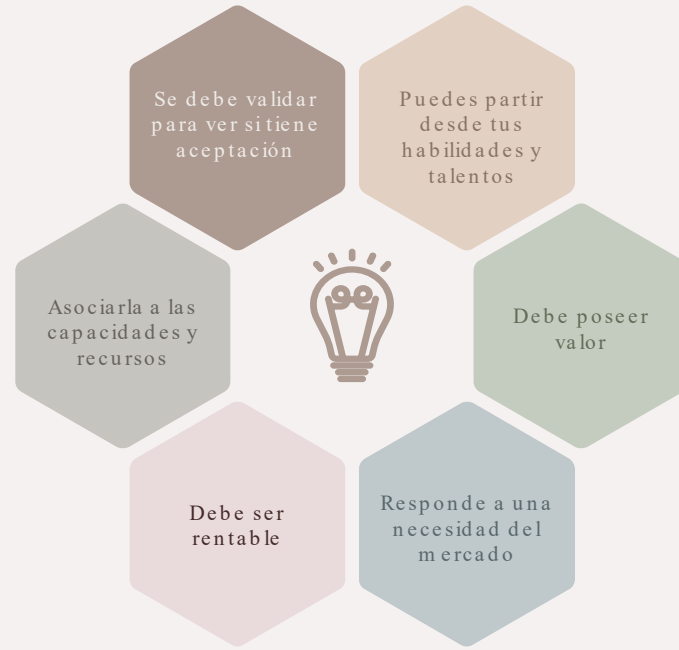 Se debe validar
para ver si tiene
aceptación
Puedes partir
desde tus
habilidades y
talentos
Asociarla a las
capacidades y
recursos
Debe poseer
valor
Debe ser
rentable
Responde a una
necesidad del
mercado